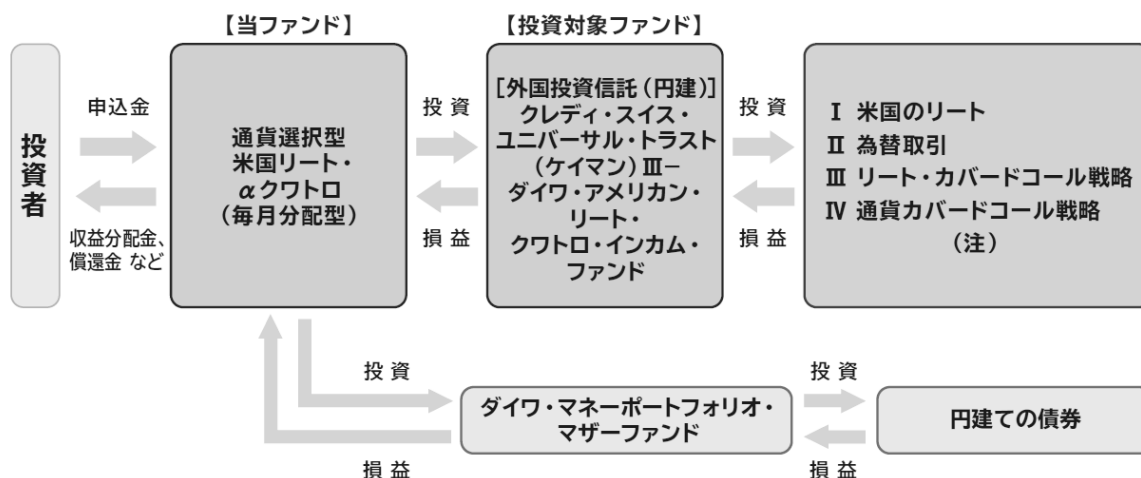 【当ファンド】
【投資対象ファンド】
投資者
申込金
収益分配金、
償還金 など
通貨選択型
米国リート・
αクワトロ
（毎月分配型）
投 資
損 益
［外国投資信託（円建）］
クレディ・スイス・
ユニバーサル・トラスト
（ケイマン）Ⅲ－
ダイワ・アメリカン・
リート・
クワトロ・インカム・
ファンド
投 資
損 益
Ⅰ 米国のリート
Ⅱ 為替取引
Ⅲ リート・カバードコール戦略
Ⅳ 通貨カバードコール戦略
（注）
投 資
損 益
ダイワ・マネーポートフォリオ・
マザーファンド
投 資
損 益
円建ての債券